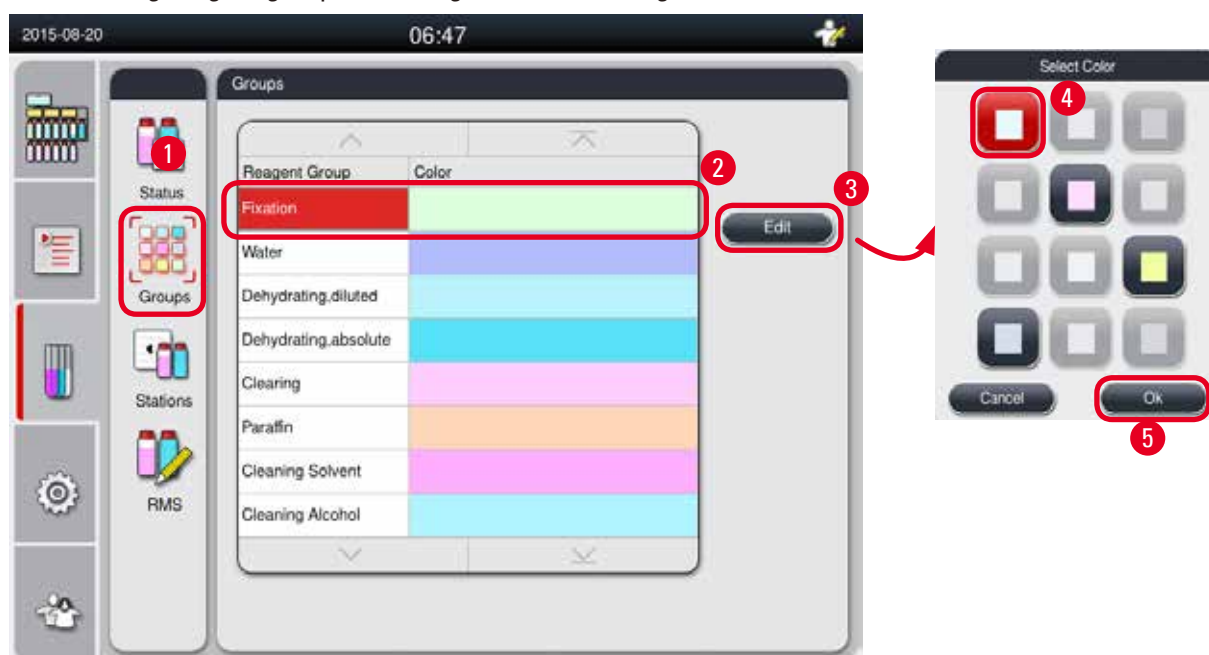 2015-08-20 06:47
Groups
Select Color
4
1
Reagent Group Color
2
Status
Fixation
3
Edit
Water
Groups
Dehydrating.diluted
Dehydrating.absolute
Clearing
Stations
Cancel Ok
Paraffin
5
Cleaning Solvent
RMS
Cleaning Alcohol